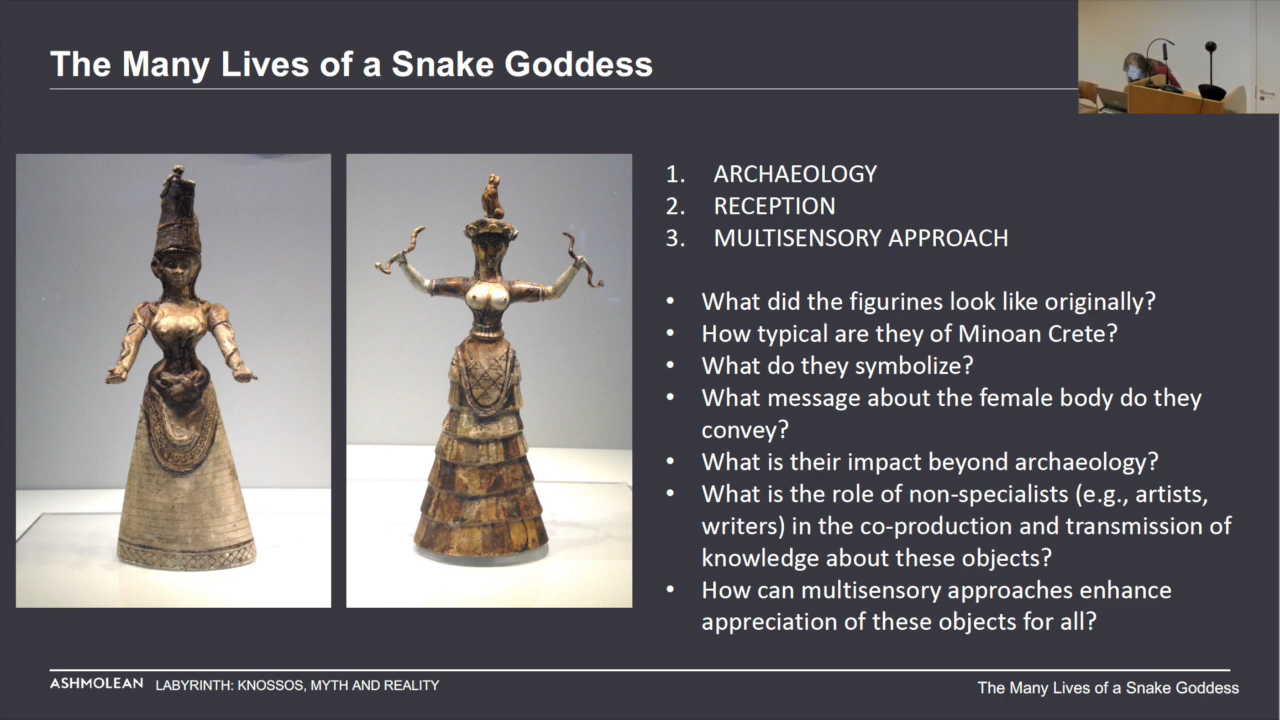 The Many Lives of a Snake Goddess
1. ARCHAEOLOGY
2. RECEPTION
3. MULTISENSORY APPROACH
• What did the figurines look like originally?
• How typical are they of Minoan Crete?
• What do they symbolize?
• What message about the female body do they
convey?
• What is their impact beyond archaeology?
• What is the role of non-specialists (e.g., artists,
writers) in the co-production and transmission of
knowledge about these objects?
• How can multisensory approaches enhance
appreciation of these objects for all?
ASHMOLEAN LABYRINTH: KNOSSOS, MYTH AND REALITY
The Many Lives of a Snake Goddess